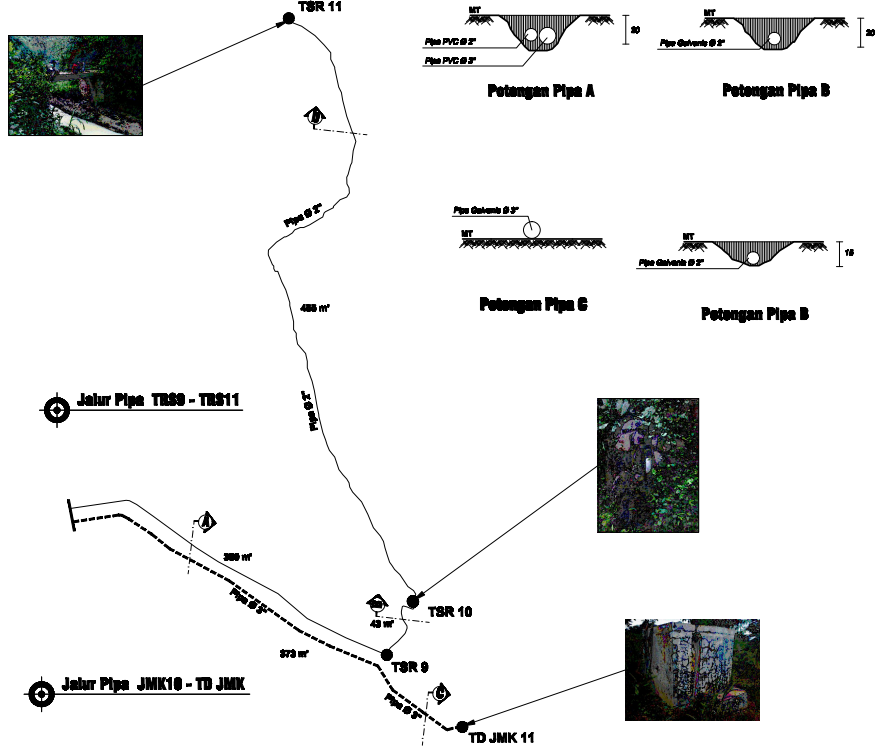 TSR 11
MT
Pipa PVC Ø 2"
Pipa PVC Ø 3"
20
Potongan Pipa A
MT
Pipa Galvanis Ø 2"
20
Potongan Pipa B
D
Pipa Ø 2"
Pipa Galvanis Ø 3"
MT
Potongan Pipa C
MT
Pipa Galvanis Ø 2"
15
Potongan Pipa B
Pipa Ø 2"
Jalur Pipa TRS9 - TRS11
A
Pipa Ø 3"
43 m'
TSR 10
373 m'
TSR 9
Jalur Pipa JMK10 - TD JMK
C
Pipa Ø 3"
TD JMK 11